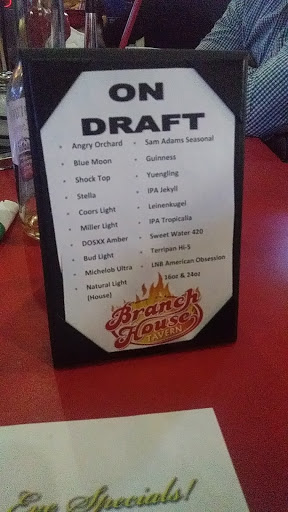 ON
DRAFT
Angry Orchard
Blue Moon
Shock Top
Stella
Coors Light
Miller Light
DOSXX Amber
Bud Light
Michelob Ultra
Natural Light
(House)
Sam Adams Seasonal
Guinness
Yuengling
IPA Jekyll
Leinenkugel
IPA Tropicalia
Sweet Water 420
Terripan Hi-5
LNB American Obsession
16oz & 24oz
Branch
House
TAVERN
Eve Specials!